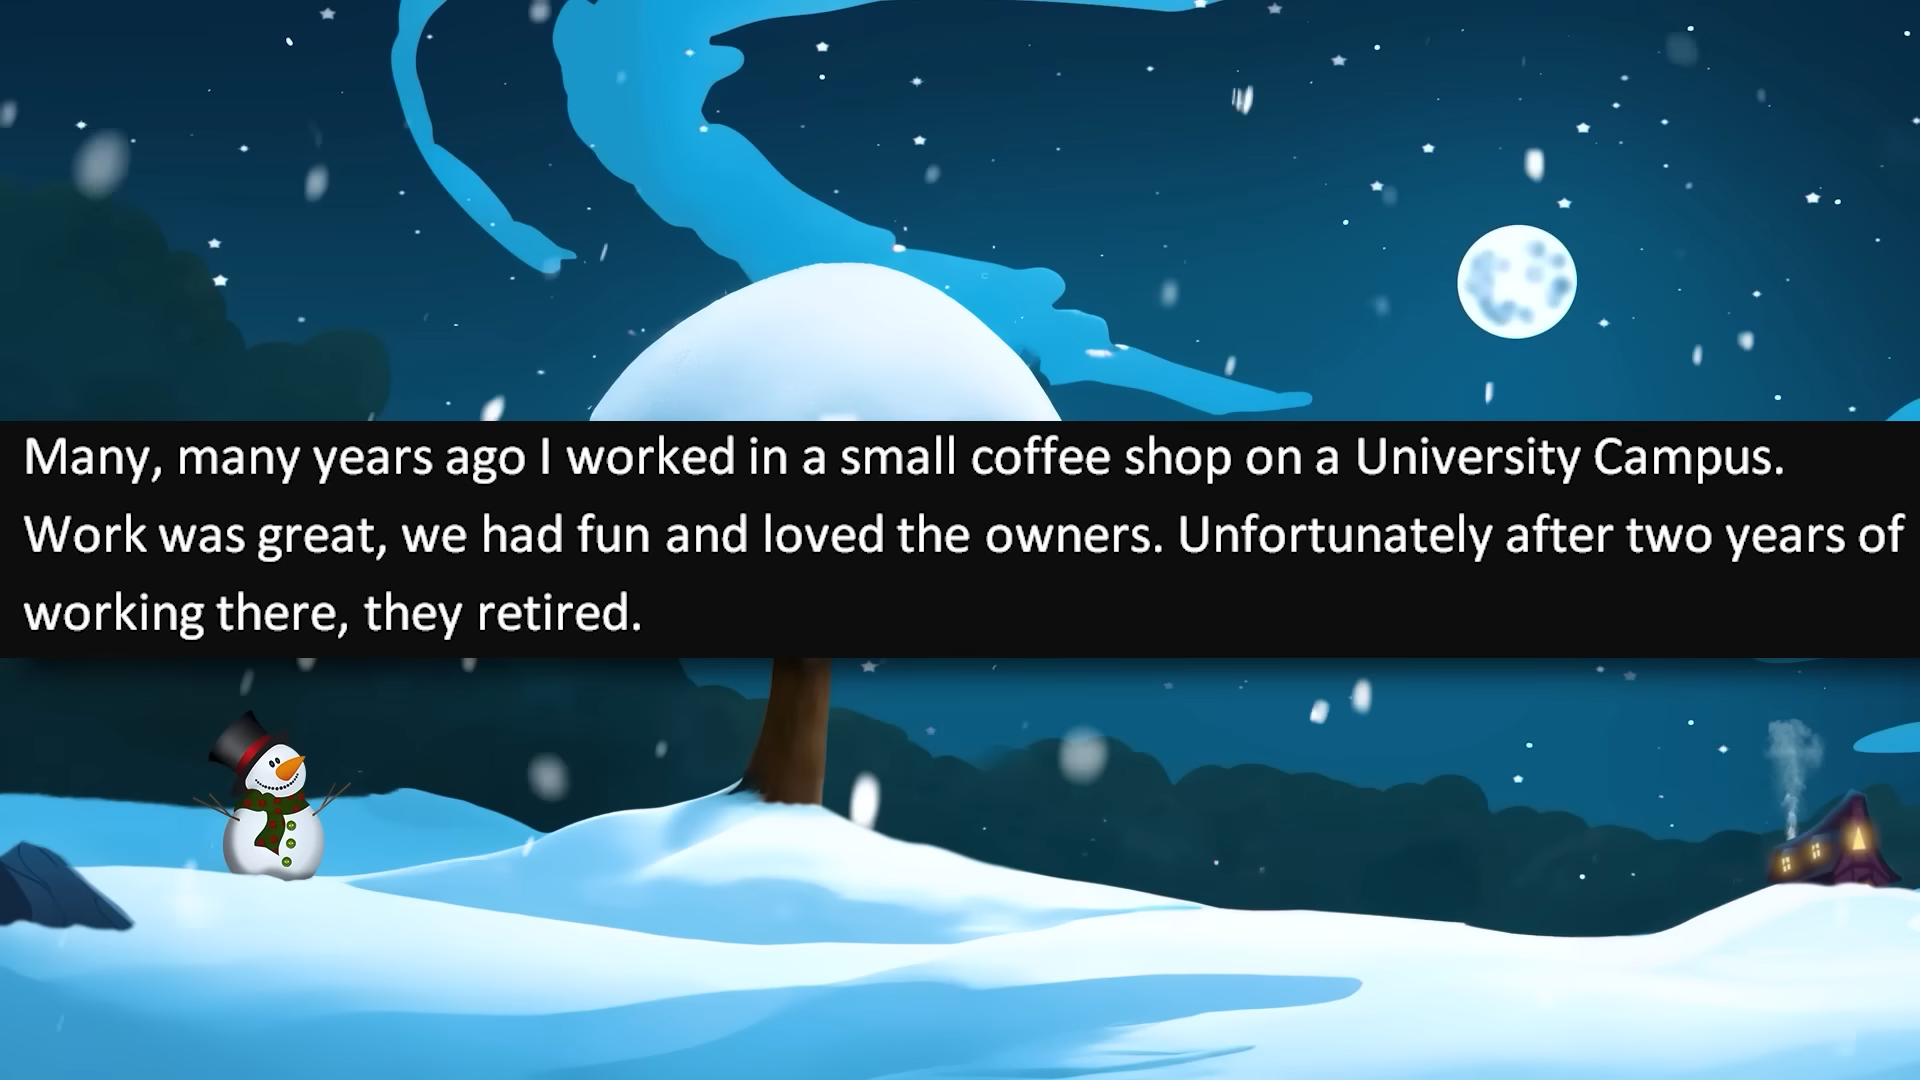 Many, many years ago I worked in a small coffee shop on a University Campus.
Work was great, we had fun and loved the owners. Unfortunately after two years of
working there, they retired.